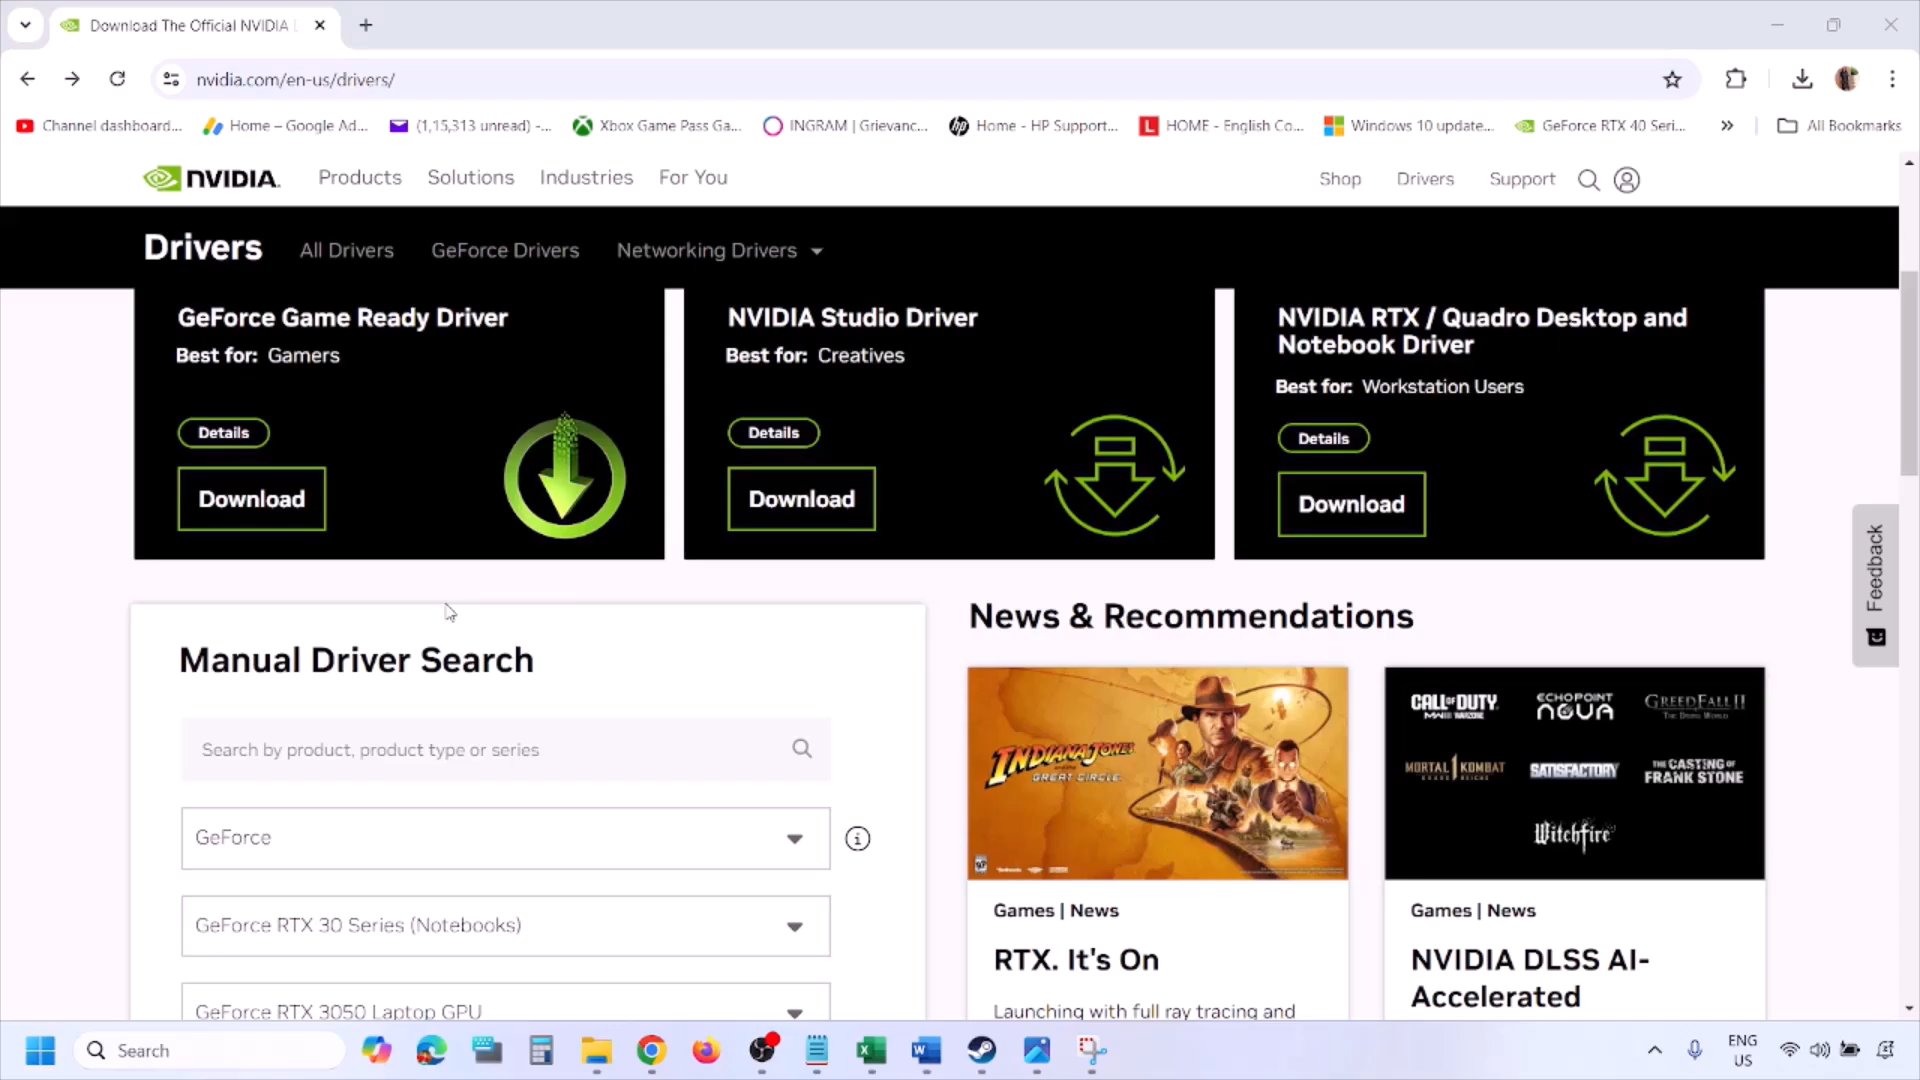 Download The Official NVIDIA
nvidia.com/en-us/drivers/
Channel dashboard...
Home – Google Ad...
(1,15,313 unread) -...
Xbox Game Pass Ga...
INGRAM | Grievanc...
Home - HP Support...
HOME - English Co...
Windows 10 update...
GeForce RTX 40 Seri...
All Bookmarks
NVIDIA.
Products
Solutions
Industries
For You
Shop
Drivers
Support
Drivers
All Drivers
GeForce Drivers
Networking Drivers
GeForce Game Ready Driver
Best for: Gamers
Details
Download
NVIDIA Studio Driver
Best for: Creatives
Details
Download
NVIDIA RTX / Quadro Desktop and
Notebook Driver
Best for: Workstation Users
Details
Download
Feedback
Manual Driver Search
Search by product, product type or series
GeForce
GeForce RTX 30 Series (Notebooks)
GeForce RTX 3050 Laptop GPU
News & Recommendations
INDIANA JONES
GREAT CIRCLE
Games | News
RTX. It's On
Launching with full ray tracing and
CALL OF DUTY
ECHOPOINT
NOVA
GREEDFALL II
THE DYING WORLD
MORTAL KOMBAT 1
SATISFACTORY
THE CASTING OF
FRANK STONE
Witchfire
Games | News
NVIDIA DLSS AI-
Accelerated
Search
ENG
US